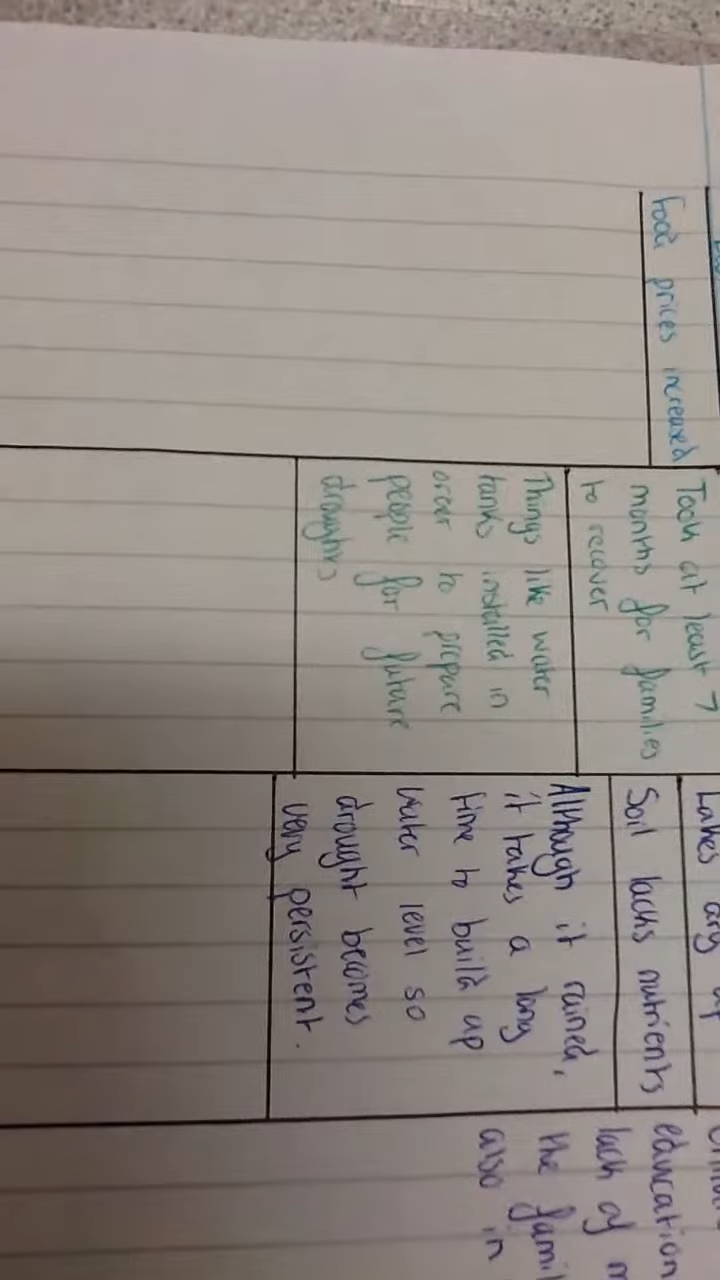 Food prices increased
Took at least 7
months for families
to recover
Things like water
tanks installed in
order to prepare
people for future
droughts
Lakes dry up
Soil lacks nutrients
Although it rained,
it takes a long
time to build up
water level so
drought becomes
very persistent.
education
lack of
the
also in